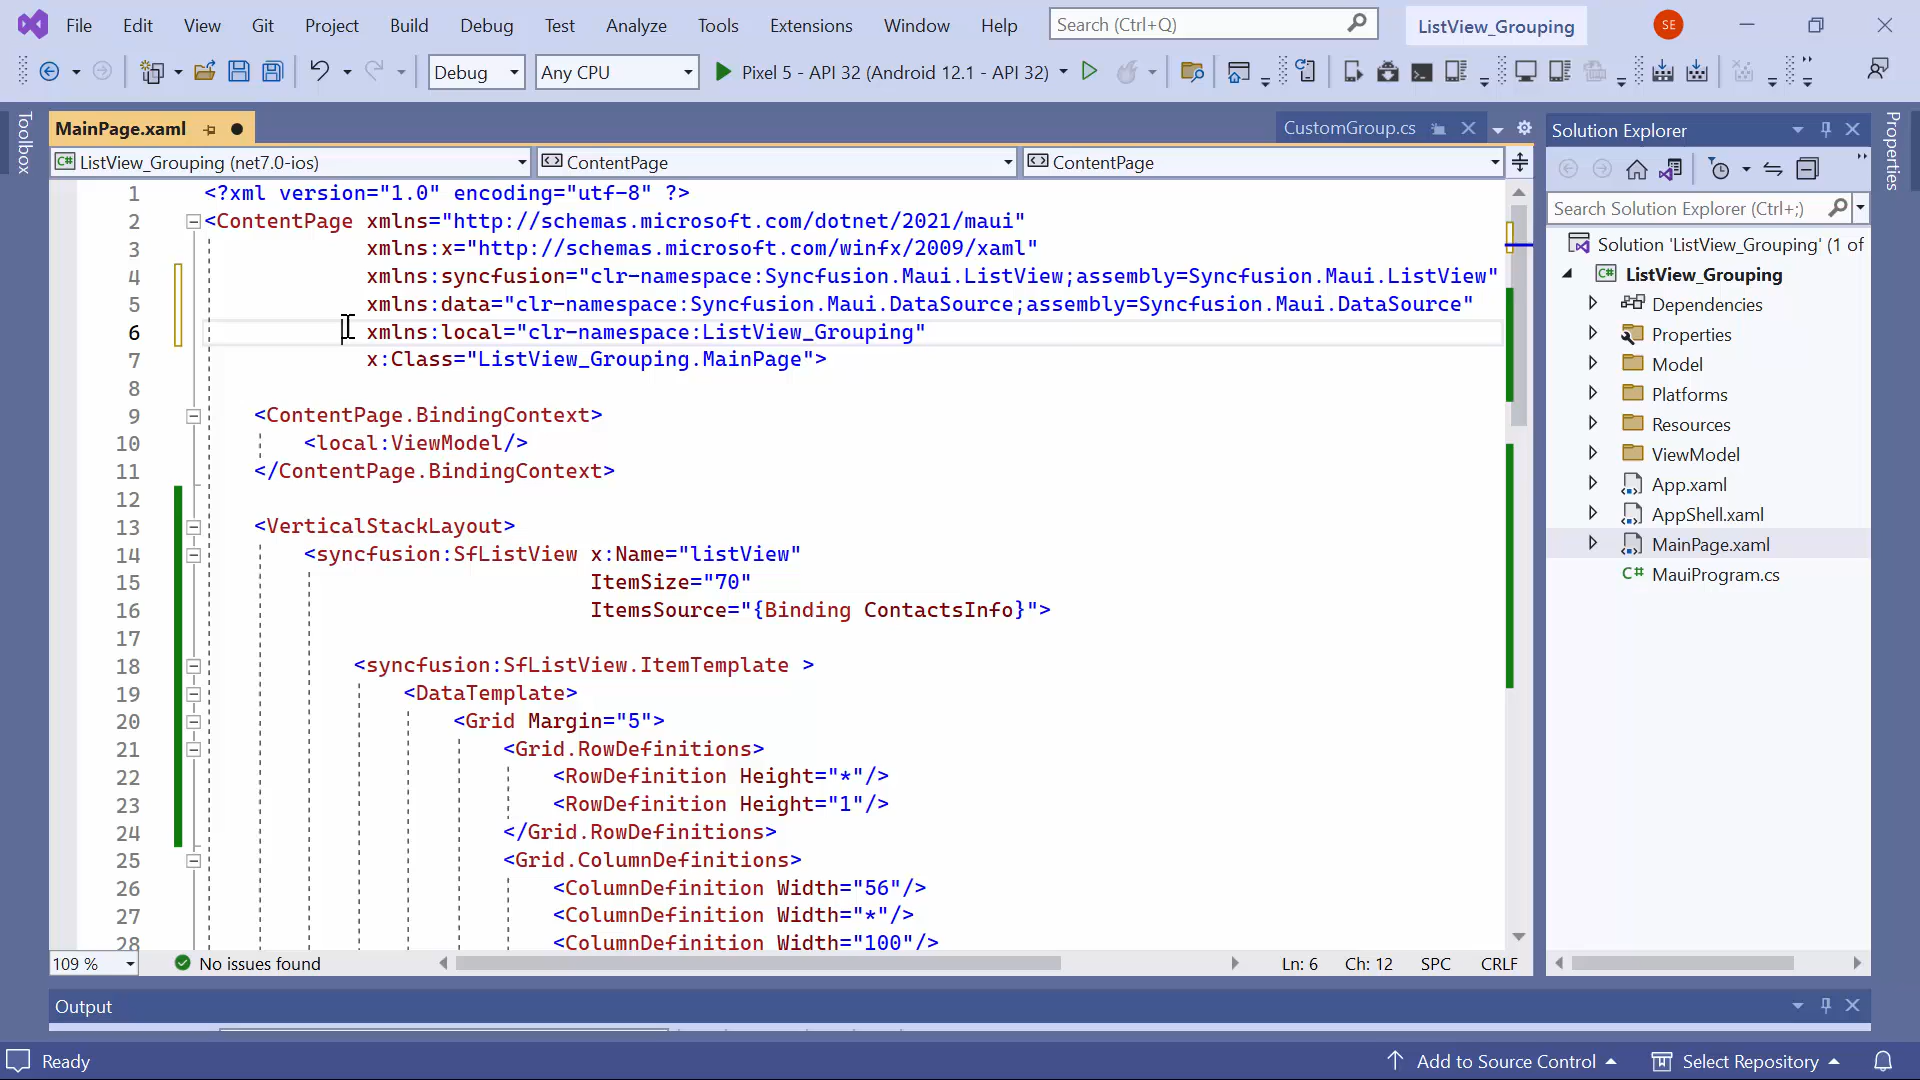 File Edit View Git Project Build Debug Test Analyze Tools Extensions Window Help Search (Ctrl+Q) ListView_Grouping SE
Debug Any CPU Pixel 5 - API 32 (Android 12.1 - API 32)
Toolbox
MainPage.xaml CustomGroup.cs
ListView_Grouping (net7.0-ios) ContentPage ContentPage
1 <?xml version="1.0" encoding="utf-8" ?>
2 <ContentPage xmlns="http://schemas.microsoft.com/dotnet/2021/maui"
3 xmlns:x="http://schemas.microsoft.com/winfx/2009/xaml"
4 xmlns:syncfusion="clr-namespace:Syncfusion.Maui.ListView;assembly=Syncfusion.Maui.ListView"
5 xmlns:data="clr-namespace:Syncfusion.Maui.DataSource;assembly=Syncfusion.Maui.DataSource"
6 xmlns:local="clr-namespace:ListView_Grouping"
7 x:Class="ListView_Grouping.MainPage">
8
9 <ContentPage.BindingContext>
10 <local:ViewModel/>
11 </ContentPage.BindingContext>
12
13 <VerticalStackLayout>
14 <syncfusion:SfListView x:Name="listView"
15 ItemSize="70"
16 ItemsSource="{Binding ContactsInfo}">
17
18 <syncfusion:SfListView.ItemTemplate >
19 <DataTemplate>
20 <Grid Margin="5">
21 <Grid.RowDefinitions>
22 <RowDefinition Height="*"/>
23 <RowDefinition Height="1"/>
24 </Grid.RowDefinitions>
25 <Grid.ColumnDefinitions>
26 <ColumnDefinition Width="56"/>
27 <ColumnDefinition Width="*"/>
28 <ColumnDefinition Width="100"/>
109 % No issues found Ln: 6 Ch: 12 SPC CRLF
Solution Explorer
Search Solution Explorer (Ctrl+;)
Solution 'ListView_Grouping' (1 of
C# ListView_Grouping
Dependencies
Properties
Model
Platforms
Resources
ViewModel
App.xaml
AppShell.xaml
MainPage.xaml
C# MauiProgram.cs
Properties
Output
Ready Add to Source Control Select Repository